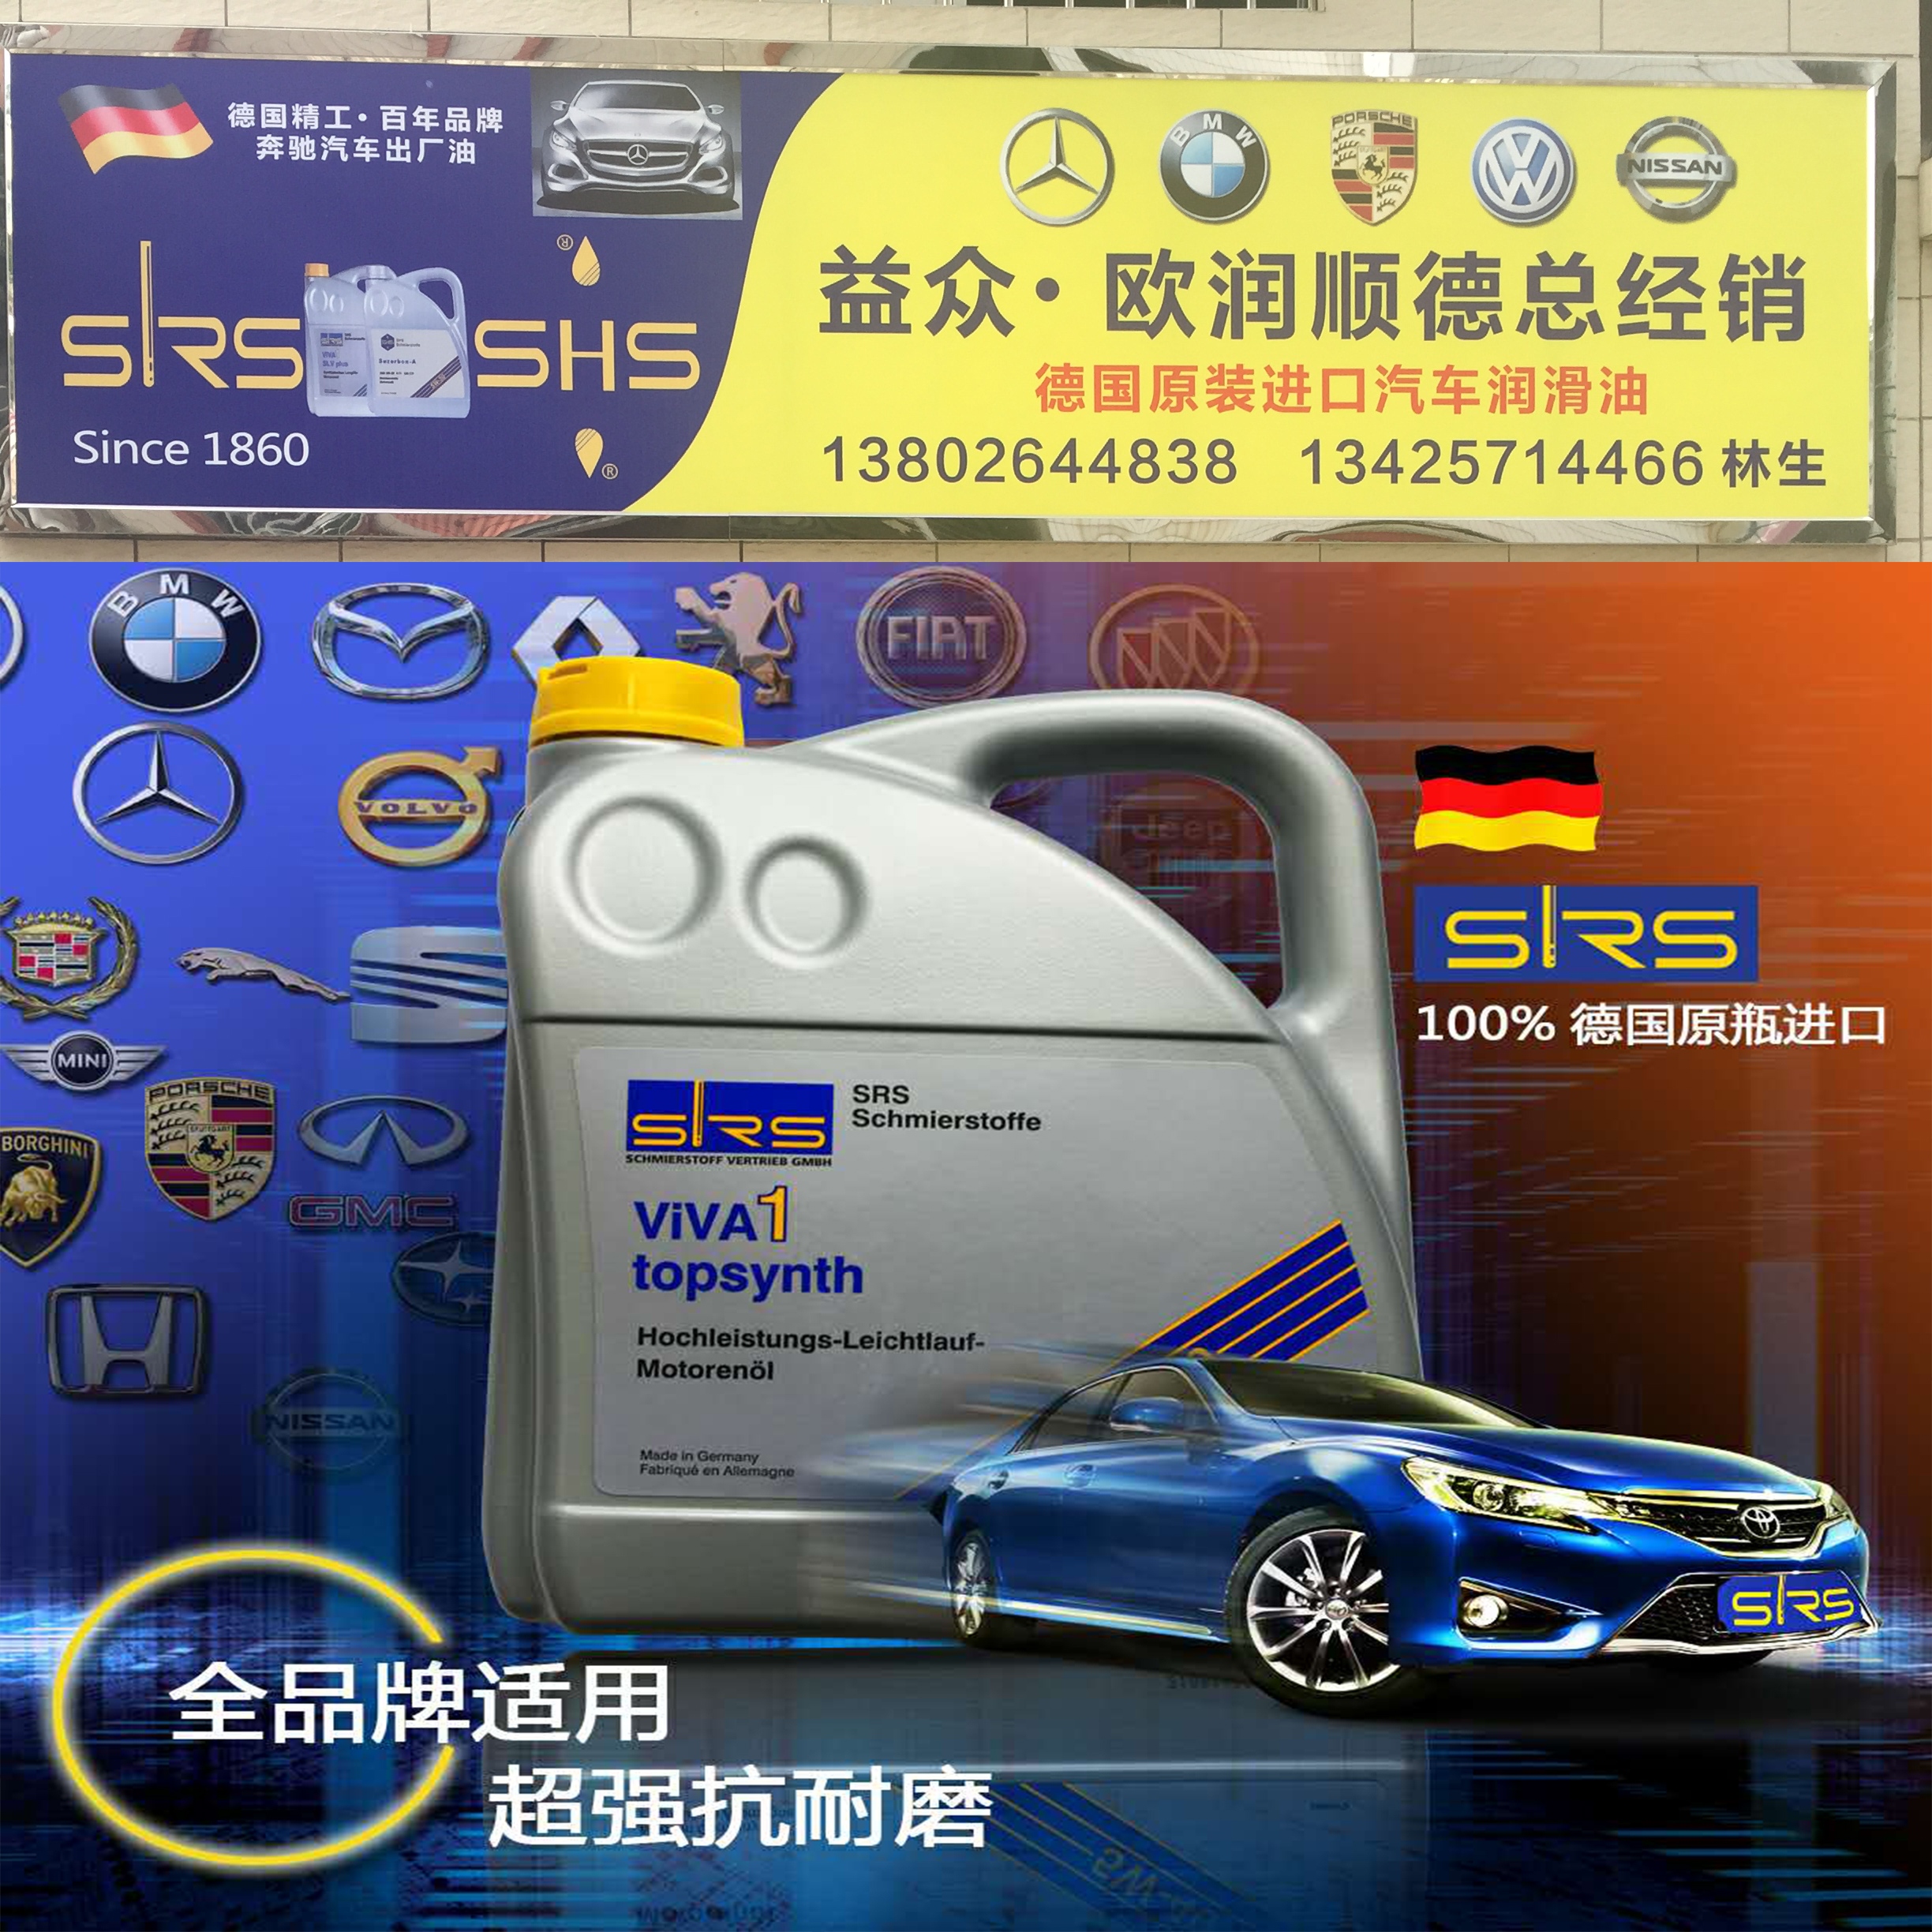 德国精工·百年品牌
奔驰汽车出厂油
SRS SHS
Since 1860
BMW
PORSCHE
NISSAN
益众·欧润顺德总经销
德国原装进口汽车润滑油
13802644838 13425714466 林生
BMW
FIAT
VOLVO
Jeep
MINI
PORSCHE
BORGHINI
GMC
NISSAN
SRS
100% 德国原瓶进口
SRS
SCHMIERSTOFF VERTRIEB GMBH
SRS
Schmierstoffe
ViVA1
topsynth
Hochleistungs-Leichtlauf-
Motorenöl
Made in Germany
Fabriqué en Allemagne
SRS
全品牌适用
超强抗耐磨